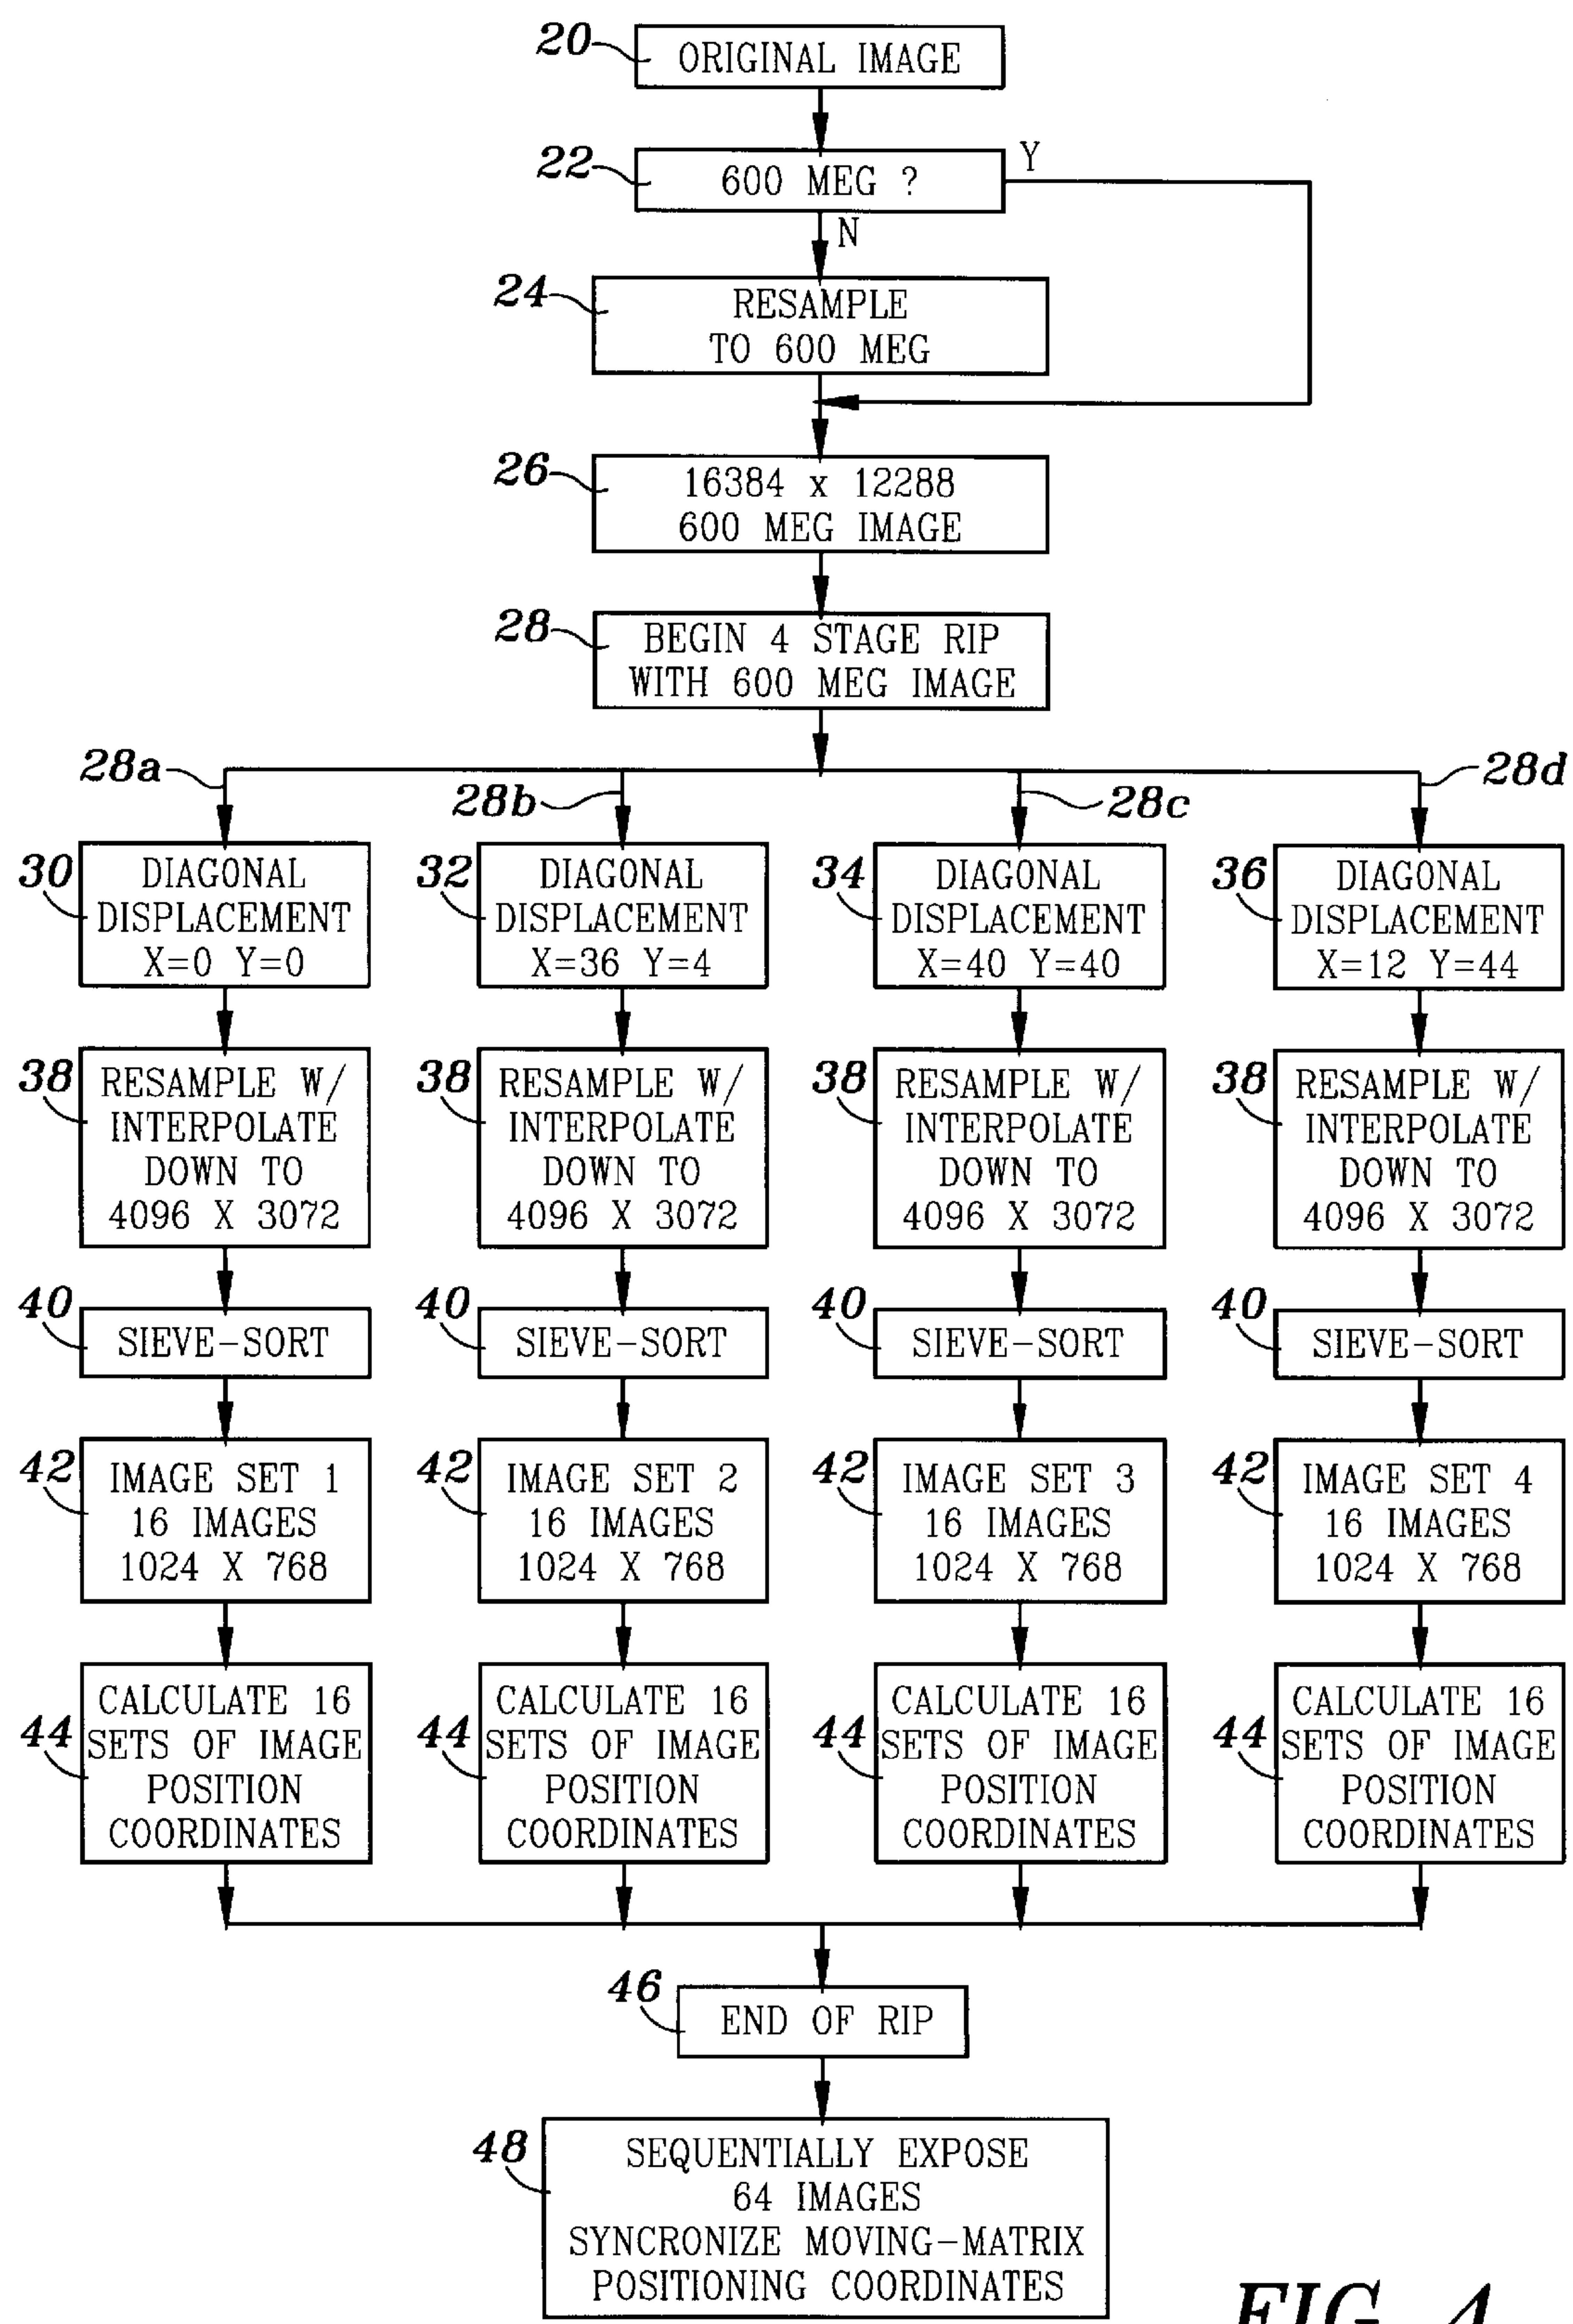 20
ORIGINAL IMAGE
22
600 MEG ?
Y
N
24
RESAMPLE
TO 600 MEG
26
16384 x 12288
600 MEG IMAGE
28
BEGIN 4 STAGE RIP
WITH 600 MEG IMAGE
28a
28b
28c
28d
30
DIAGONAL
DISPLACEMENT
X=0 Y=0
32
DIAGONAL
DISPLACEMENT
X=36 Y=4
34
DIAGONAL
DISPLACEMENT
X=40 Y=40
36
DIAGONAL
DISPLACEMENT
X=12 Y=44
38
RESAMPLE W/
INTERPOLATE
DOWN TO
4096 X 3072
38
RESAMPLE W/
INTERPOLATE
DOWN TO
4096 X 3072
38
RESAMPLE W/
INTERPOLATE
DOWN TO
4096 X 3072
38
RESAMPLE W/
INTERPOLATE
DOWN TO
4096 X 3072
40
SIEVE-SORT
40
SIEVE-SORT
40
SIEVE-SORT
40
SIEVE-SORT
42
IMAGE SET 1
16 IMAGES
1024 X 768
42
IMAGE SET 2
16 IMAGES
1024 X 768
42
IMAGE SET 3
16 IMAGES
1024 X 768
42
IMAGE SET 4
16 IMAGES
1024 X 768
44
CALCULATE 16
SETS OF IMAGE
POSITION
COORDINATES
44
CALCULATE 16
SETS OF IMAGE
POSITION
COORDINATES
44
CALCULATE 16
SETS OF IMAGE
POSITION
COORDINATES
44
CALCULATE 16
SETS OF IMAGE
POSITION
COORDINATES
46
END OF RIP
48
SEQUENTIALLY EXPOSE
64 IMAGES
SYNCRONIZE MOVING-MATRIX
POSITIONING COORDINATES
FIG. 4